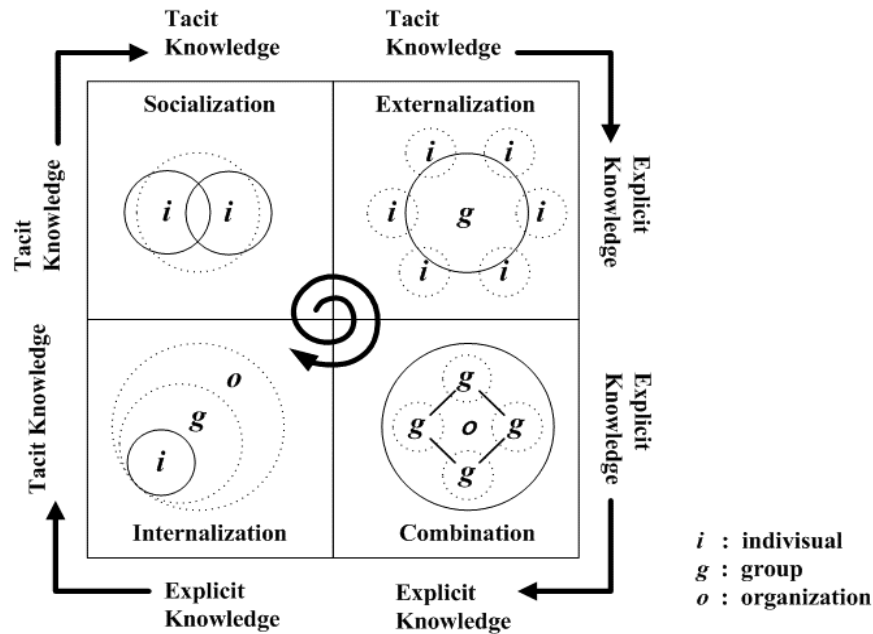 Tacit
Knowledge
Tacit
Knowledge
Socialization
Externalization
i
i
i
i
i
g
i
i
i
Tacit
Knowledge
Explicit
Knowledge
Tacit Knowledge
Explicit
Knowledge
o
g
i
g
g
o
g
g
Internalization
Combination
Explicit
Knowledge
Explicit
Knowledge
i : indivisual
g : group
o : organization